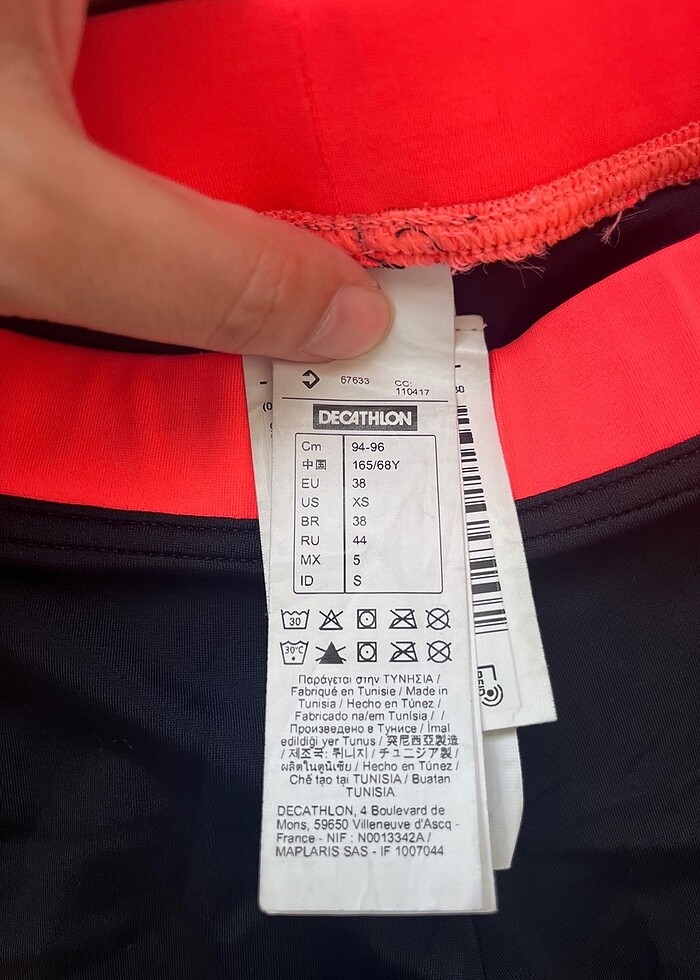 67633 CC: 110417
DECATHLON
Cm 94-96
中国 165/68Y
EU 38
US XS
BR 38
RU 44
MX 5
ID S
30
30°C
Παράγεται στην ΤΥΝΗΣΙΑ /
Fabriqué en Tunisie / Made in
Tunisia / Hecho en Túnez /
Fabricado na/em Tunísia / /
Произведено в Тунисе / İmal
edildiği yer Tunus / 突尼西亞製造
/ 제조국: 튀니지 / チュニジア製 /
ผลิตในตูนิเซีย / Hecho en Túnez /
Chế tạo tại TUNISIA / Buatan
TUNISIA
DECATHLON, 4 Boulevard de
Mons, 59650 Villeneuve d'Ascq -
France - NIF : N0013342A /
MAPLARIS SAS - IF 1007044
RFID